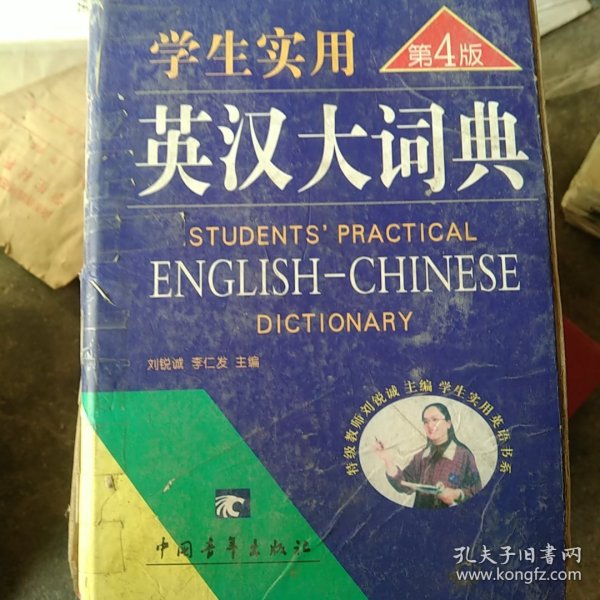 学生实用
第4版
英汉大词典
STUDENTS' PRACTICAL
ENGLISH-CHINESE
DICTIONARY
刘锐诚 李仁发 主编
特级教师刘锐诚 主编 学生实用英语书系
中国青年出版社
孔夫子旧书网
www.kongfz.com